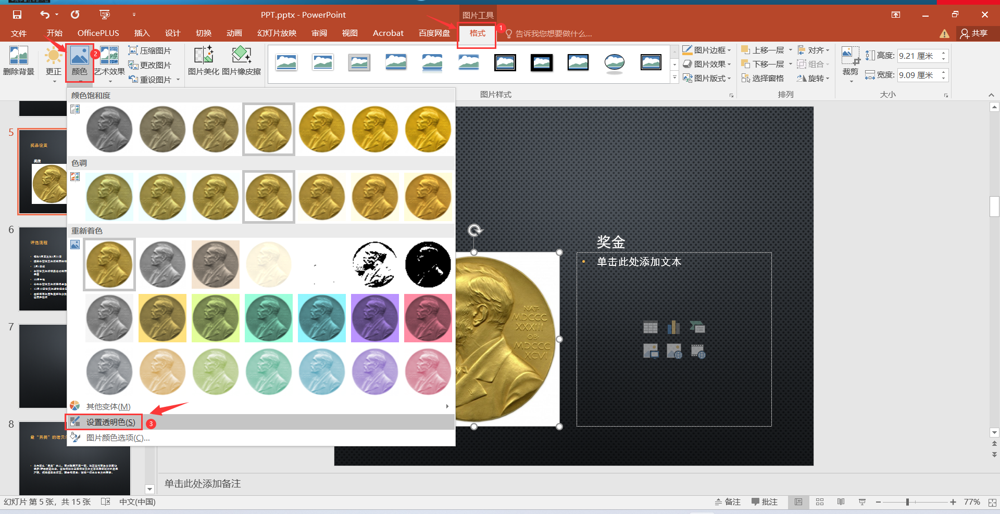 PPT.pptx - PowerPoint
图片工具
文件 开始 OfficePLUS 插入 设计 切换 动画 幻灯片放映 审阅 视图 Acrobat 百度网盘 格式 1 告诉我您想要做什么... 共享
删除背景 更正 颜色 2 艺术效果
压缩图片
更改图片
重设图片
图片美化 图片橡皮擦
图片边框
图片效果
图片版式
上移一层
下移一层
选择窗格
对齐
组合
旋转
裁剪
高度: 9.21 厘米
宽度: 9.09 厘米
图片样式 排列 大小
颜色饱和度
色调
重新着色
其他变体(M)
设置透明色(S) 3
图片颜色选项(C)...
5
奖品设置
奖牌
6
评选流程
7
8
奖金
单击此处添加文本
NAT·
MDCCC
XXXIII
OB·
MDCCC
XCVI
单击此处添加备注
幻灯片 第 5 张，共 15 张 中文(中国) 备注 批注 77%